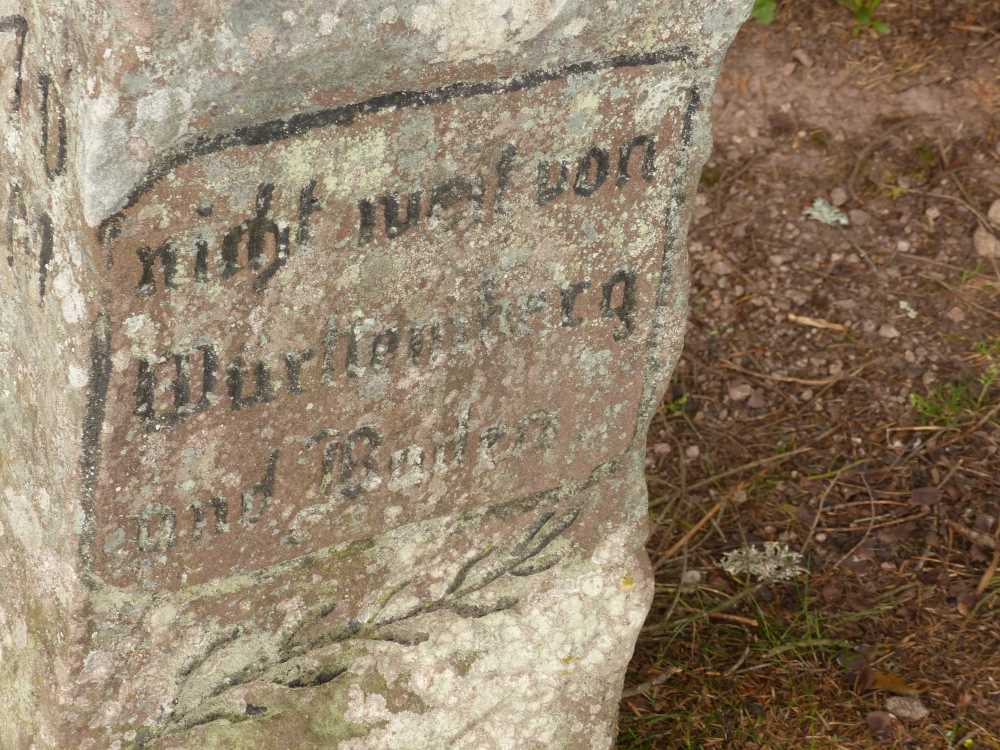 nicht weit von
Württemberg
und Baden